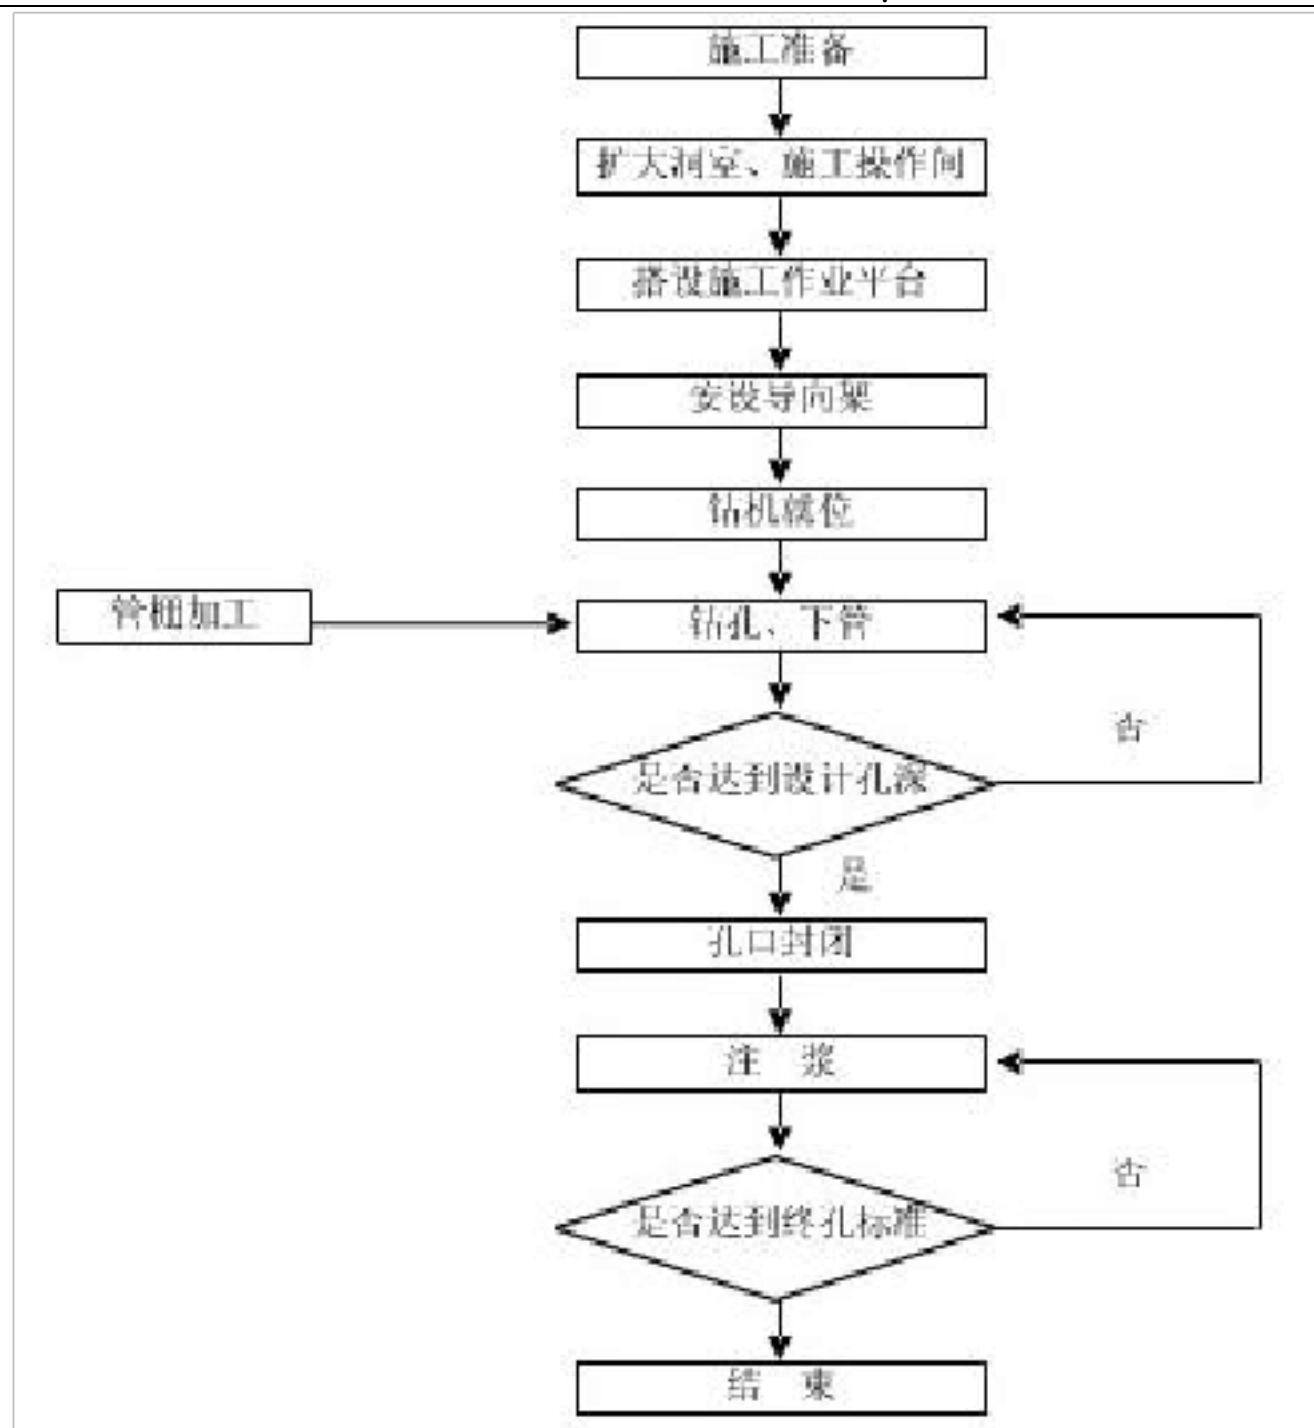 施工准备
扩大洞室、施工操作间
搭设施工作业平台
安设导向架
钻机就位
管棚加工
钻孔、下管
否
是否达到设计孔深
是
孔口封闭
注 浆
否
是否达到终孔标准
结 束